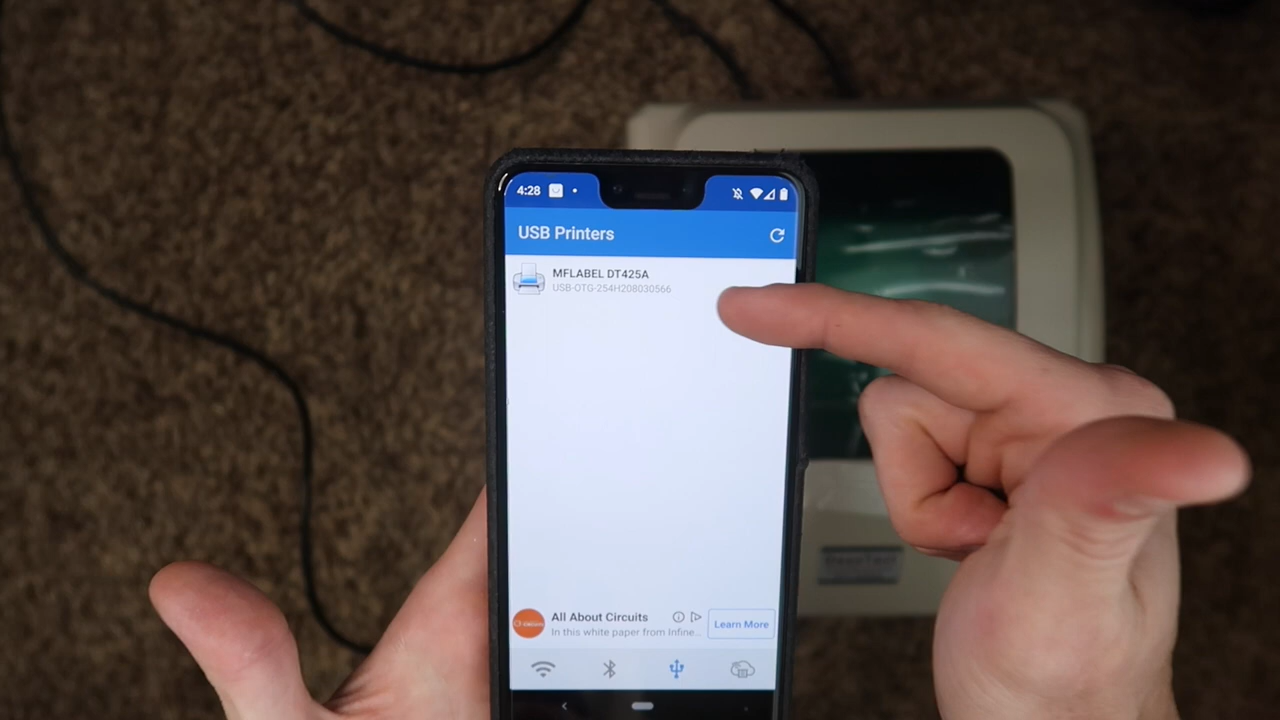 4:28
USB Printers
MFLABEL DT425A
USB-OTG-254H208030566
All About Circuits
In this white paper from Infine...
Learn More